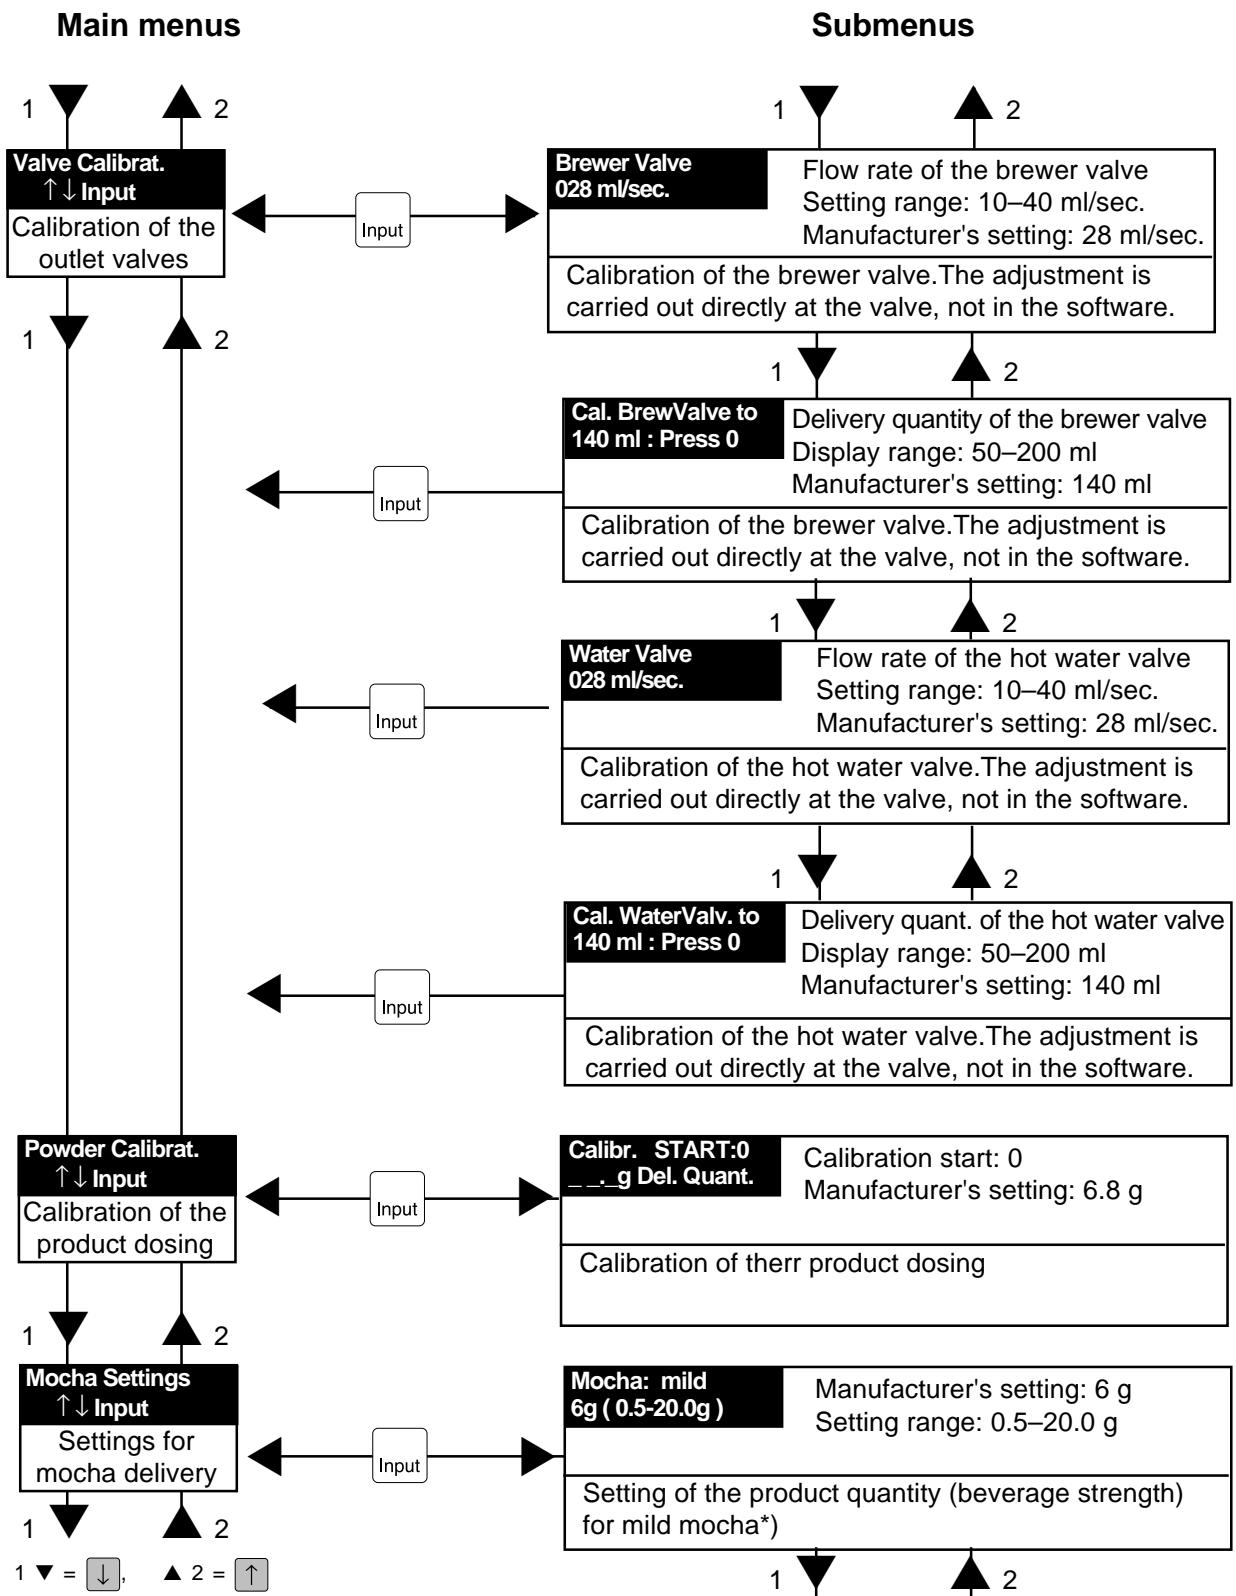 Main menus
Submenus
1
2
1
2
Valve Calibrat.
↑↓ Input
Calibration of the
outlet valves
Input
Brewer Valve
028 ml/sec.
Flow rate of the brewer valve
Setting range: 10–40 ml/sec.
Manufacturer's setting: 28 ml/sec.
Calibration of the brewer valve.The adjustment is
carried out directly at the valve, not in the software.
1
2
1
2
Cal. BrewValve to
140 ml : Press 0
Delivery quantity of the brewer valve
Display range: 50–200 ml
Manufacturer's setting: 140 ml
Input
Calibration of the brewer valve.The adjustment is
carried out directly at the valve, not in the software.
1
2
Water Valve
028 ml/sec.
Flow rate of the hot water valve
Setting range: 10–40 ml/sec.
Manufacturer's setting: 28 ml/sec.
Input
Calibration of the hot water valve.The adjustment is
carried out directly at the valve, not in the software.
1
2
Cal. WaterValv. to
140 ml : Press 0
Delivery quant. of the hot water valve
Display range: 50–200 ml
Manufacturer's setting: 140 ml
Input
Calibration of the hot water valve.The adjustment is
carried out directly at the valve, not in the software.
Powder Calibrat.
↑↓ Input
Calibration of the
product dosing
Input
Calibr. START:0
_ _._g Del. Quant.
Calibration start: 0
Manufacturer's setting: 6.8 g
Calibration of therr product dosing
1
2
Mocha Settings
↑↓ Input
Settings for
mocha delivery
Input
Mocha: mild
6g ( 0.5-20.0g )
Manufacturer's setting: 6 g
Setting range: 0.5–20.0 g
Setting of the product quantity (beverage strength)
for mild mocha*)
1
2
1 ▼ = ↓, ▲ 2 = ↑
1
2